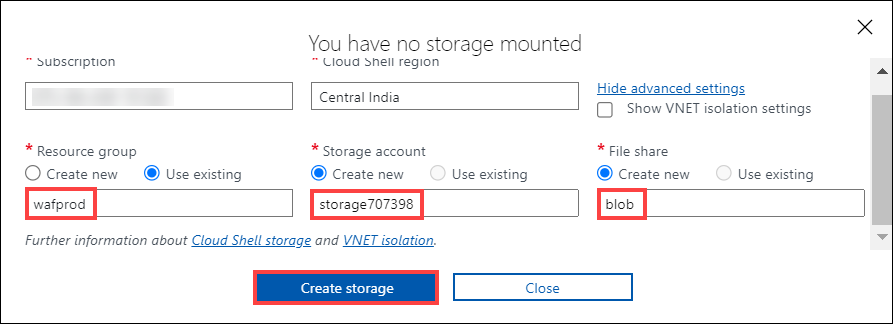 You have no storage mounted
* Subscription
* Cloud Shell region
Central India
Hide advanced settings
Show VNET isolation settings
* Resource group
Create new Use existing
wafprod
* Storage account
Create new Use existing
storage707398
* File share
Create new Use existing
blob
Further information about Cloud Shell storage and VNET isolation.
Create storage
Close